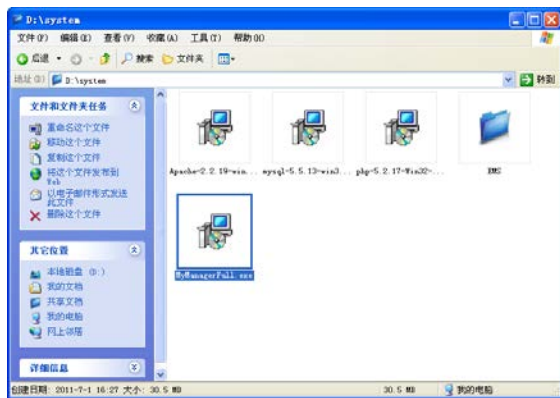 D:\system
文件(F) 编辑(E) 查看(V) 收藏(A) 工具(T) 帮助(H)
后退 搜索 文件夹
地址(D) D:\system 转到
文件和文件夹任务
重命名这个文件
移动这个文件
复制这个文件
将这个文件发布到
Web
以电子邮件形式发送
此文件
删除这个文件
其它位置
本地磁盘 (D:)
我的文档
共享文档
我的电脑
网上邻居
详细信息
Apache-2.2.19-win... mysql-5.5.13-win3... php-5.2.17-Win32-... EMS
MyManagerFull.exe
创建日期: 2011-7-1 16:27 大小: 30.5 MB 30.5 MB 我的电脑